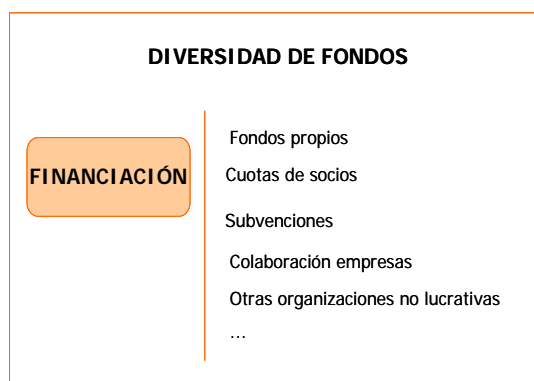 DIVERSIDAD DE FONDOS
FINANCIACIÓN
Fondos propios
Cuotas de socios
Subvenciones
Colaboración empresas
Otras organizaciones no lucrativas
…